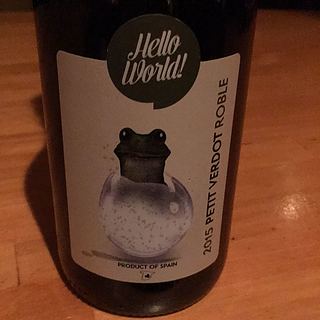 Hello
World!
2015 PETIT VERDOT ROBLE
PRODUCT OF SPAIN